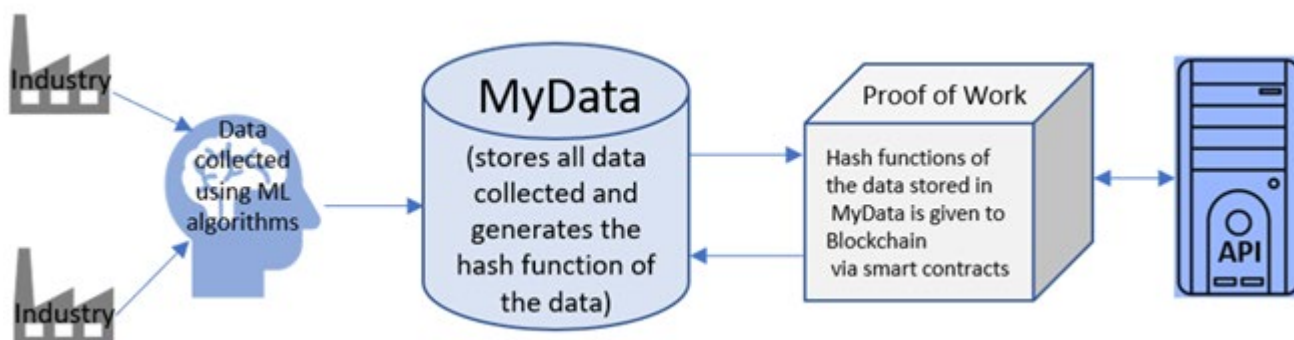 Industry
Data
collected
using ML
algorithms
Industry
MyData
(stores all data
collected and
generates the
hash function of
the data)
Proof of Work
Hash functions of
the data stored in
MyData is given to
Blockchain
via smart contracts
API